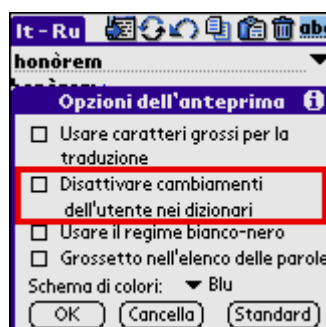 It - Ru abc
honòrem
Opzioni dell'anteprima
Usare caratteri grossi per la
traduzione
Disattivare cambiamenti
dell'utente nei dizionari
Usare il regime bianco-nero
Grossetto nell'elenco delle parole
Schema di colori: Blu
OK Cancella Standard